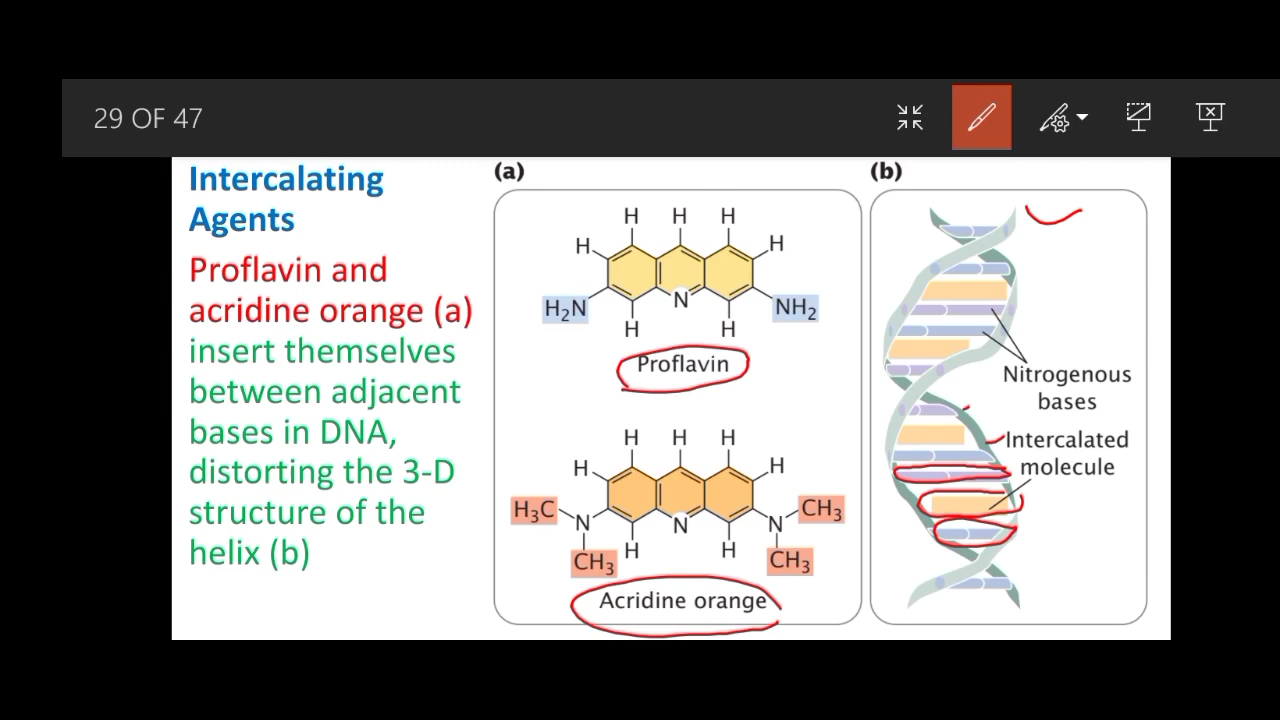 29 OF 47
Intercalating
Agents
Proflavin and
acridine orange (a)
insert themselves
between adjacent
bases in DNA,
distorting the 3-D
structure of the
helix (b)
(a)
H H H
H H
H₂N N NH₂
H H
Proflavin
H H H
H H
H₃C CH₃
N N N
H H
CH₃ CH₃
Acridine orange
(b)
Nitrogenous
bases
Intercalated
molecule